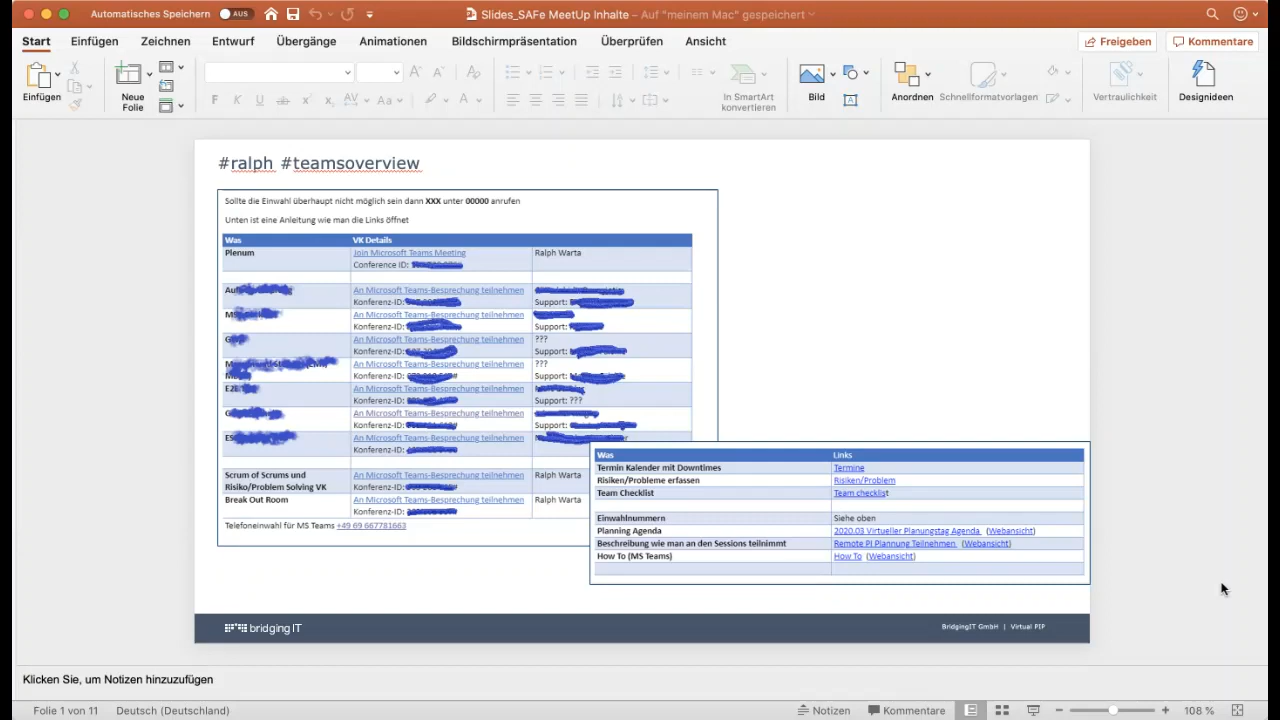 Automatisches Speichern AUS Slides_SAFe MeetUp Inhalte – Auf "meinem Mac" gespeichert
Start Einfügen Zeichnen Entwurf Übergänge Animationen Bildschirmpräsentation Überprüfen Ansicht Freigeben Kommentare
Einfügen
Neue
Folie
F K U
In SmartArt
konvertieren
Bild
Anordnen
Schnellformatvorlagen
Vertraulichkeit
Designideen
#ralph #teamsoverview
Sollte die Einwahl überhaupt nicht möglich sein dann XXX unter 00000 anrufen
Unten ist eine Anleitung wie man die Links öffnet
Was VK Details
Plenum Join Microsoft Teams Meeting Ralph Warta
Conference ID:
An Microsoft Teams-Besprechung teilnehmen
Konferenz-ID: Support:
An Microsoft Teams-Besprechung teilnehmen
Konferenz-ID: Support:
An Microsoft Teams-Besprechung teilnehmen ???
Konferenz-ID: Support:
An Microsoft Teams-Besprechung teilnehmen ???
Konferenz-ID: Support:
E2E An Microsoft Teams-Besprechung teilnehmen
Konferenz-ID: Support: ???
An Microsoft Teams-Besprechung teilnehmen
Konferenz-ID: Support:
An Microsoft Teams-Besprechung teilnehmen
Konferenz-ID:
Scrum of Scrums und An Microsoft Teams-Besprechung teilnehmen Ralph Warta
Risiko/Problem Solving VK Konferenz-ID:
Break Out Room An Microsoft Teams-Besprechung teilnehmen Ralph Warta
Konferenz-ID:
Telefoneinwahl für MS Teams +49 69 667781663
Was Links
Termin Kalender mit Downtimes Termine
Risiken/Probleme erfassen Risiken/Problem
Team Checklist Team checklist
Einwahlnummern Siehe oben
Planning Agenda 2020.03 Virtueller Planungstag Agenda (Webansicht)
Beschreibung wie man an den Sessions teilnimmt Remote PI Plannung Teilnehmen (Webansicht)
How To (MS Teams) How To (Webansicht)
bridging IT
BridgingIT GmbH | Virtual PIP
Klicken Sie, um Notizen hinzuzufügen
Folie 1 von 11 Deutsch (Deutschland) Notizen Kommentare 108 %